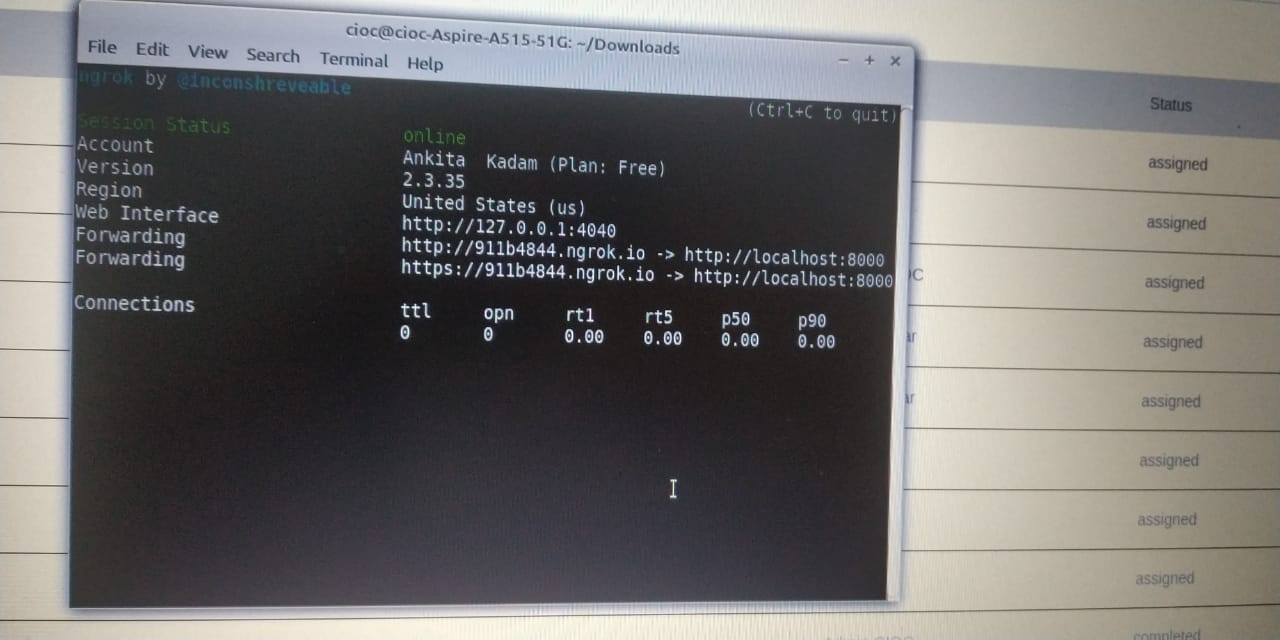 cioc@cioc-Aspire-A515-51G: ~/Downloads
File Edit View Search Terminal Help
ngrok by @inconshreveable
(Ctrl+C to quit)
Session Status online
Account Ankita Kadam (Plan: Free)
Version 2.3.35
Region United States (us)
Web Interface http://127.0.0.1:4040
Forwarding http://911b4844.ngrok.io -> http://localhost:8000
Forwarding https://911b4844.ngrok.io -> http://localhost:8000
Connections ttl opn rt1 rt5 p50 p90
0 0 0.00 0.00 0.00 0.00
Status
assigned
assigned
assigned
assigned
assigned
assigned
assigned
assigned
completed